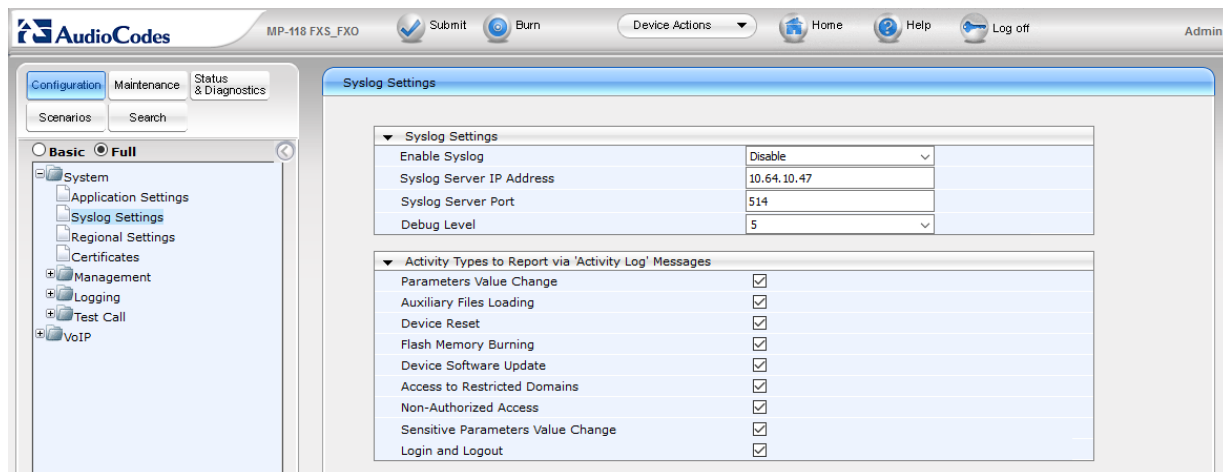 AudioCodes
MP-118 FXS_FXO
Submit
Burn
Device Actions
Home
Help
Log off
Admin
Configuration
Maintenance
Status & Diagnostics
Scenarios
Search
Basic
Full
System
Application Settings
Syslog Settings
Regional Settings
Certificates
Management
Logging
Test Call
VoIP
Syslog Settings
Syslog Settings
Enable Syslog Disable
Syslog Server IP Address 10.64.10.47
Syslog Server Port 514
Debug Level 5
Activity Types to Report via 'Activity Log' Messages
Parameters Value Change
Auxiliary Files Loading
Device Reset
Flash Memory Burning
Device Software Update
Access to Restricted Domains
Non-Authorized Access
Sensitive Parameters Value Change
Login and Logout